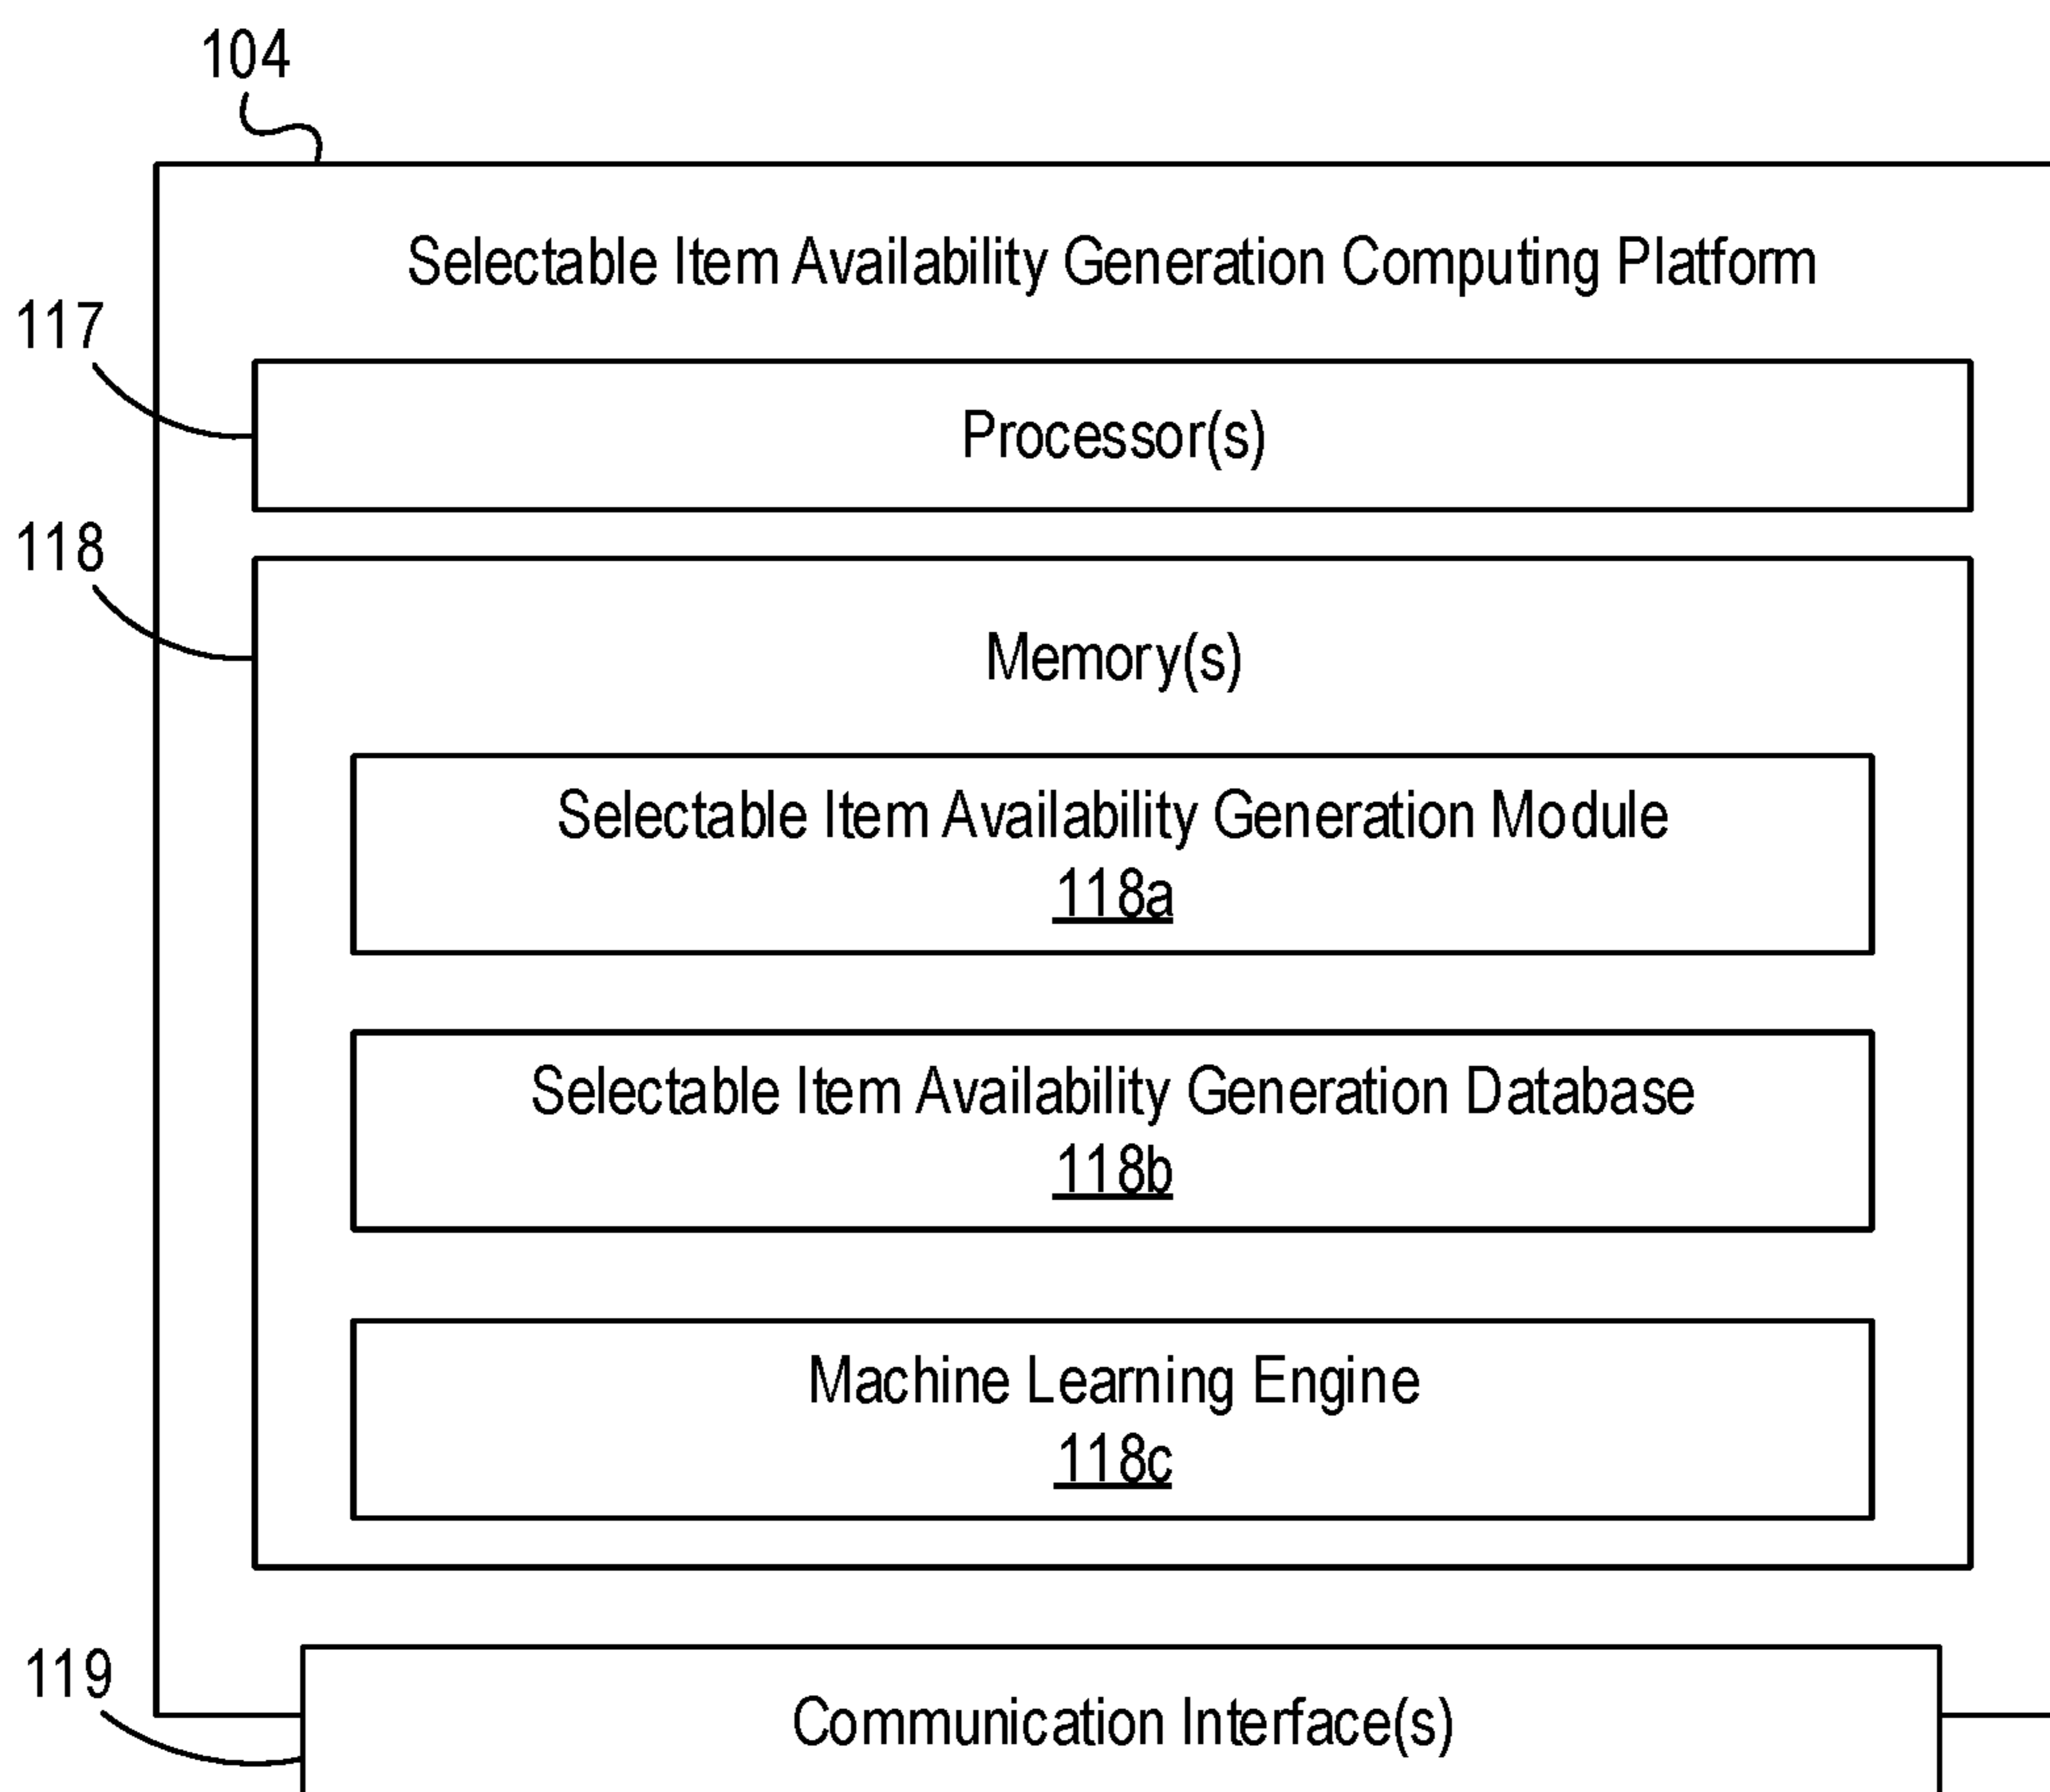 104
Selectable Item Availability Generation Computing Platform
117
Processor(s)
118
Memory(s)
Selectable Item Availability Generation Module
118a
Selectable Item Availability Generation Database
118b
Machine Learning Engine
118c
119
Communication Interface(s)